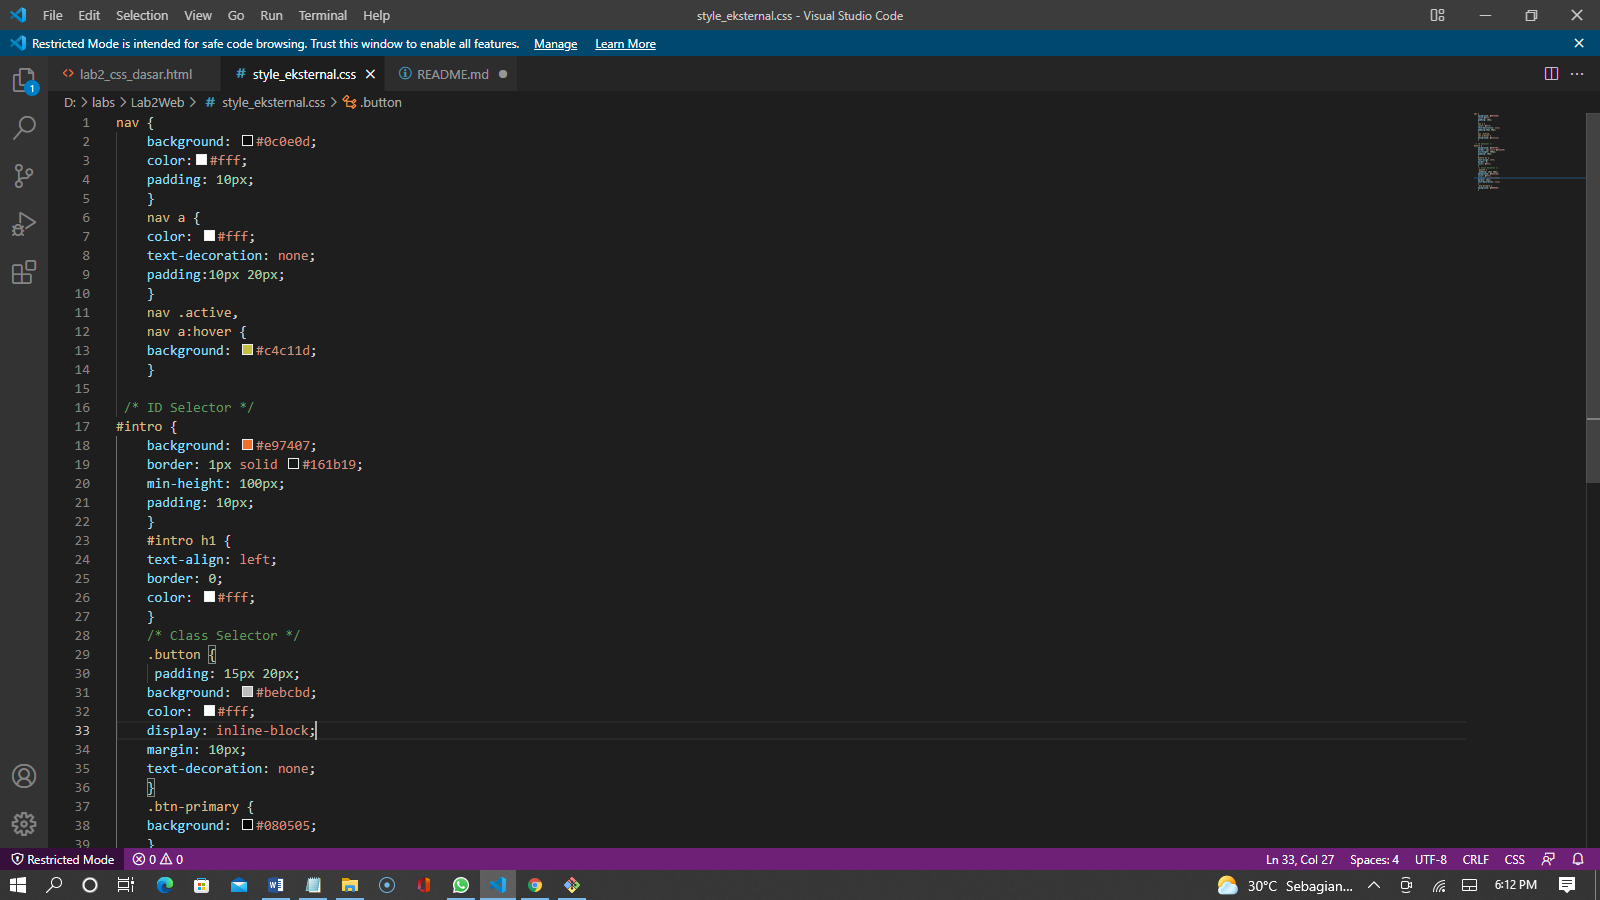 File Edit Selection View Go Run Terminal Help style_eksternal.css - Visual Studio Code
Restricted Mode is intended for safe code browsing. Trust this window to enable all features. Manage Learn More
lab2_css_dasar.html # style_eksternal.css README.md
1
D: > labs > Lab2Web > # style_eksternal.css > .button
1 nav {
2 background: #0c0e0d;
3 color: #fff;
4 padding: 10px;
5 }
6 nav a {
7 color: #fff;
8 text-decoration: none;
9 padding:10px 20px;
10 }
11 nav .active,
12 nav a:hover {
13 background: #c4c11d;
14 }
15
16 /* ID Selector */
17 #intro {
18 background: #e97407;
19 border: 1px solid #161b19;
20 min-height: 100px;
21 padding: 10px;
22 }
23 #intro h1 {
24 text-align: left;
25 border: 0;
26 color: #fff;
27 }
28 /* Class Selector */
29 .button {
30 padding: 15px 20px;
31 background: #bebcbd;
32 color: #fff;
33 display: inline-block;
34 margin: 10px;
35 text-decoration: none;
36 }
37 .btn-primary {
38 background: #080505;
39 }
Restricted Mode 0 0 Ln 33, Col 27 Spaces: 4 UTF-8 CRLF CSS
30°C Sebagian... 6:12 PM